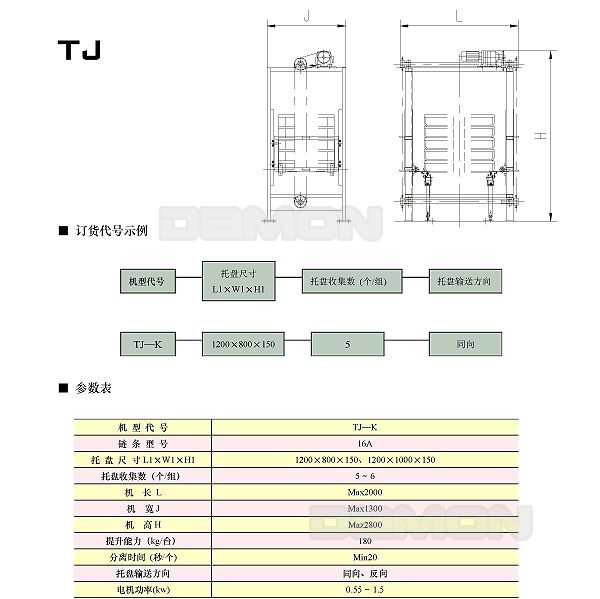 J
L
TJ
H
DAMON
■ 订货代号示例
机型代号
托盘尺寸
L1×W1×H1
托盘收集数 (个/组)
托盘输送方向
TJ—K
1200×800×150
5
同向
■ 参数表
机 型 代 号 TJ—K
链 条 型 号 16A
托 盘 尺 寸 L1×W1×H1 1200×800×150、1200×1000×150
托盘收集数 (个/组) 5 ~ 6
机 长 L Max2000
机 宽 J Max1300
机 高 H Maz2800
DAMON
提升能力 (kg/台) 180
分离时间 (秒/个) Min20
托盘输送方向 同向、反向
电机功率(kw) 0.55 - 1.5